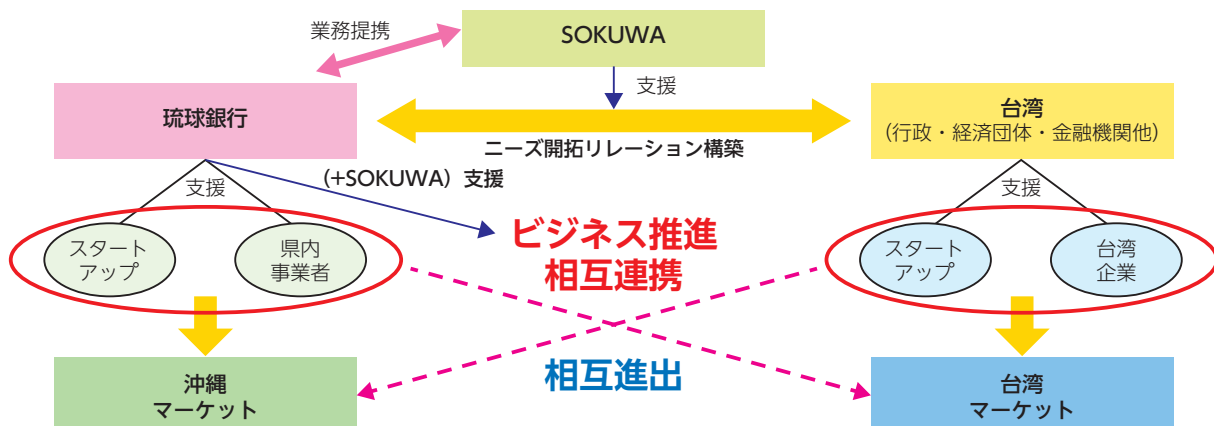 業務提携
SOKUWA
支援
琉球銀行
台湾
(行政・経済団体・金融機関他)
ニーズ開拓リレーション構築
支援
(+SOKUWA) 支援
支援
スタート
アップ
県内
事業者
ビジネス推進
相互連携
スタート
アップ
台湾
企業
沖縄
マーケット
相互進出
台湾
マーケット